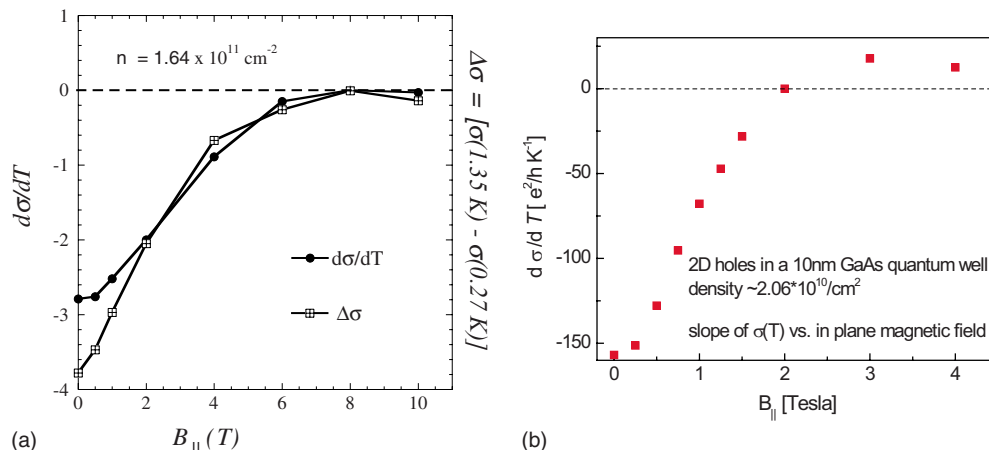 1
0
-1
-2
-3
-4
dσ/dT
n = 1.64 x 10^11 cm^-2
dσ/dT
Δσ
0
2
4
6
8
10
B_||(T)
(a)
Δσ = [σ(1.35 K) - σ(0.27 K)]
0
-50
-100
-150
d σ/d T[ e^2/h K^-1]
2D holes in a 10nm GaAs quantum well
density ~2.06*10^10/cm^2
slope of σ(T) vs. in plane magnetic field
0
1
2
3
4
B_|| [Tesla]
(b)